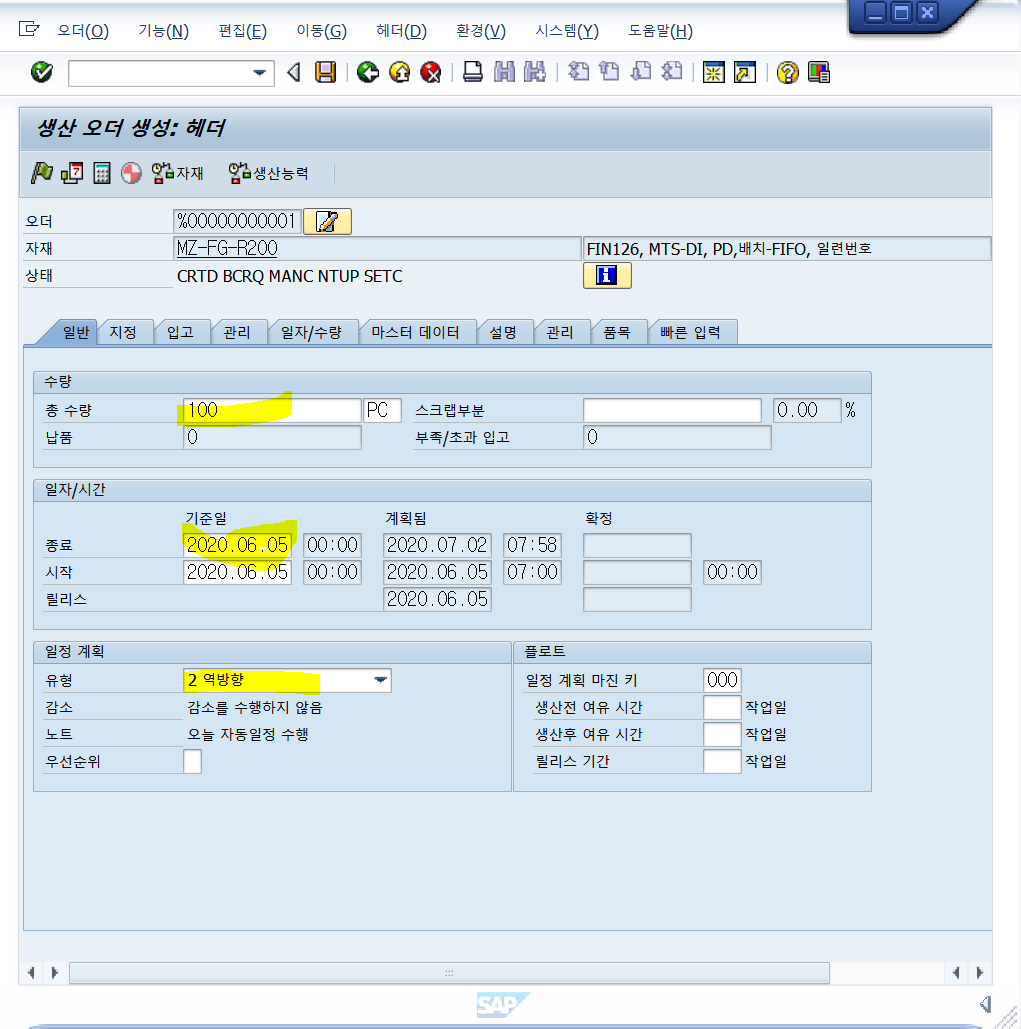 오더(O) 기능(N) 편집(E) 이동(G) 헤더(D) 환경(V) 시스템(Y) 도움말(H)
생산 오더 생성: 헤더
자재 생산능력
오더 %00000000001
자재 MZ-FG-R200 FIN126, MTS-DI, PD,배치-FIFO, 일련번호
상태 CRTD BCRQ MANC NTUP SETC
일반 지정 입고 관리 일자/수량 마스터 데이터 설명 관리 품목 빠른 입력
수량
총 수량 100 PC 스크랩부분 0.00 %
납품 0 부족/초과 입고 0
일자/시간
기준일 계획됨 확정
종료 2020.06.05 00:00 2020.07.02 07:58
시작 2020.06.05 00:00 2020.06.05 07:00 00:00
릴리스 2020.06.05
일정 계획 플로트
유형 2 역방향 일정 계획 마진 키 000
감소 감소를 수행하지 않음 생산전 여유 시간 작업일
노트 오늘 자동일정 수행 생산후 여유 시간 작업일
우선순위 릴리스 기간 작업일
SAP